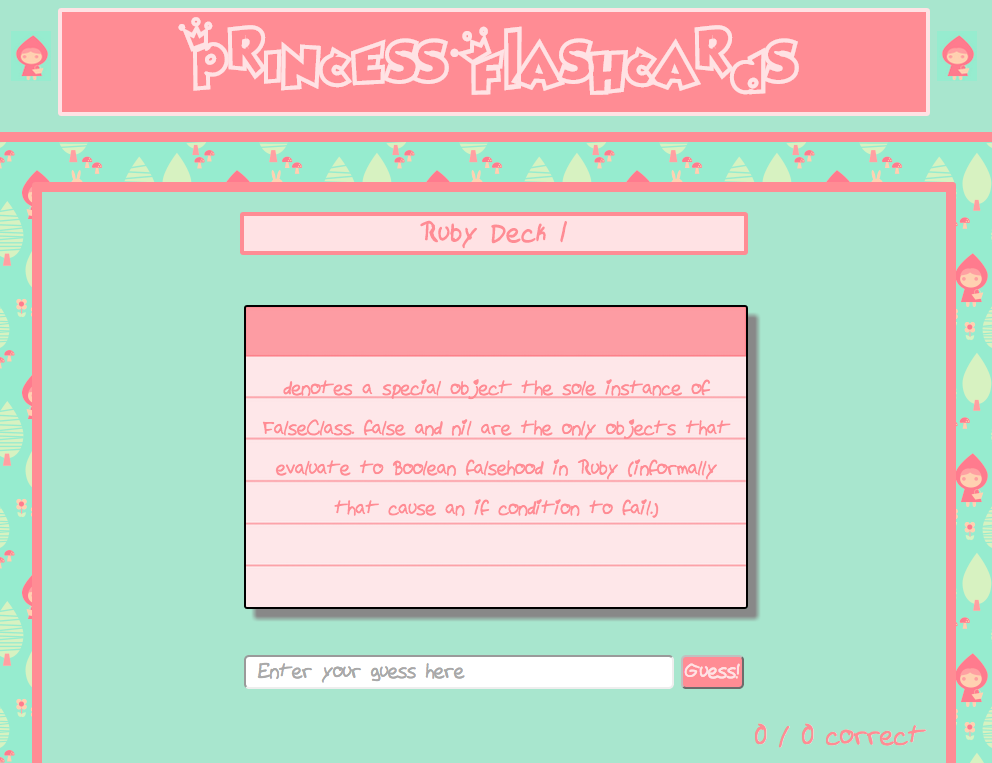 PRINCESS FLASHCARDS
Ruby Deck 1
denotes a special object the sole instance of
FalseClass. false and nil are the only objects that
evaluate to Boolean falsehood in Ruby (informally
that cause an if condition to fail.)
Enter your guess here
Guess!
0 / 0 correct